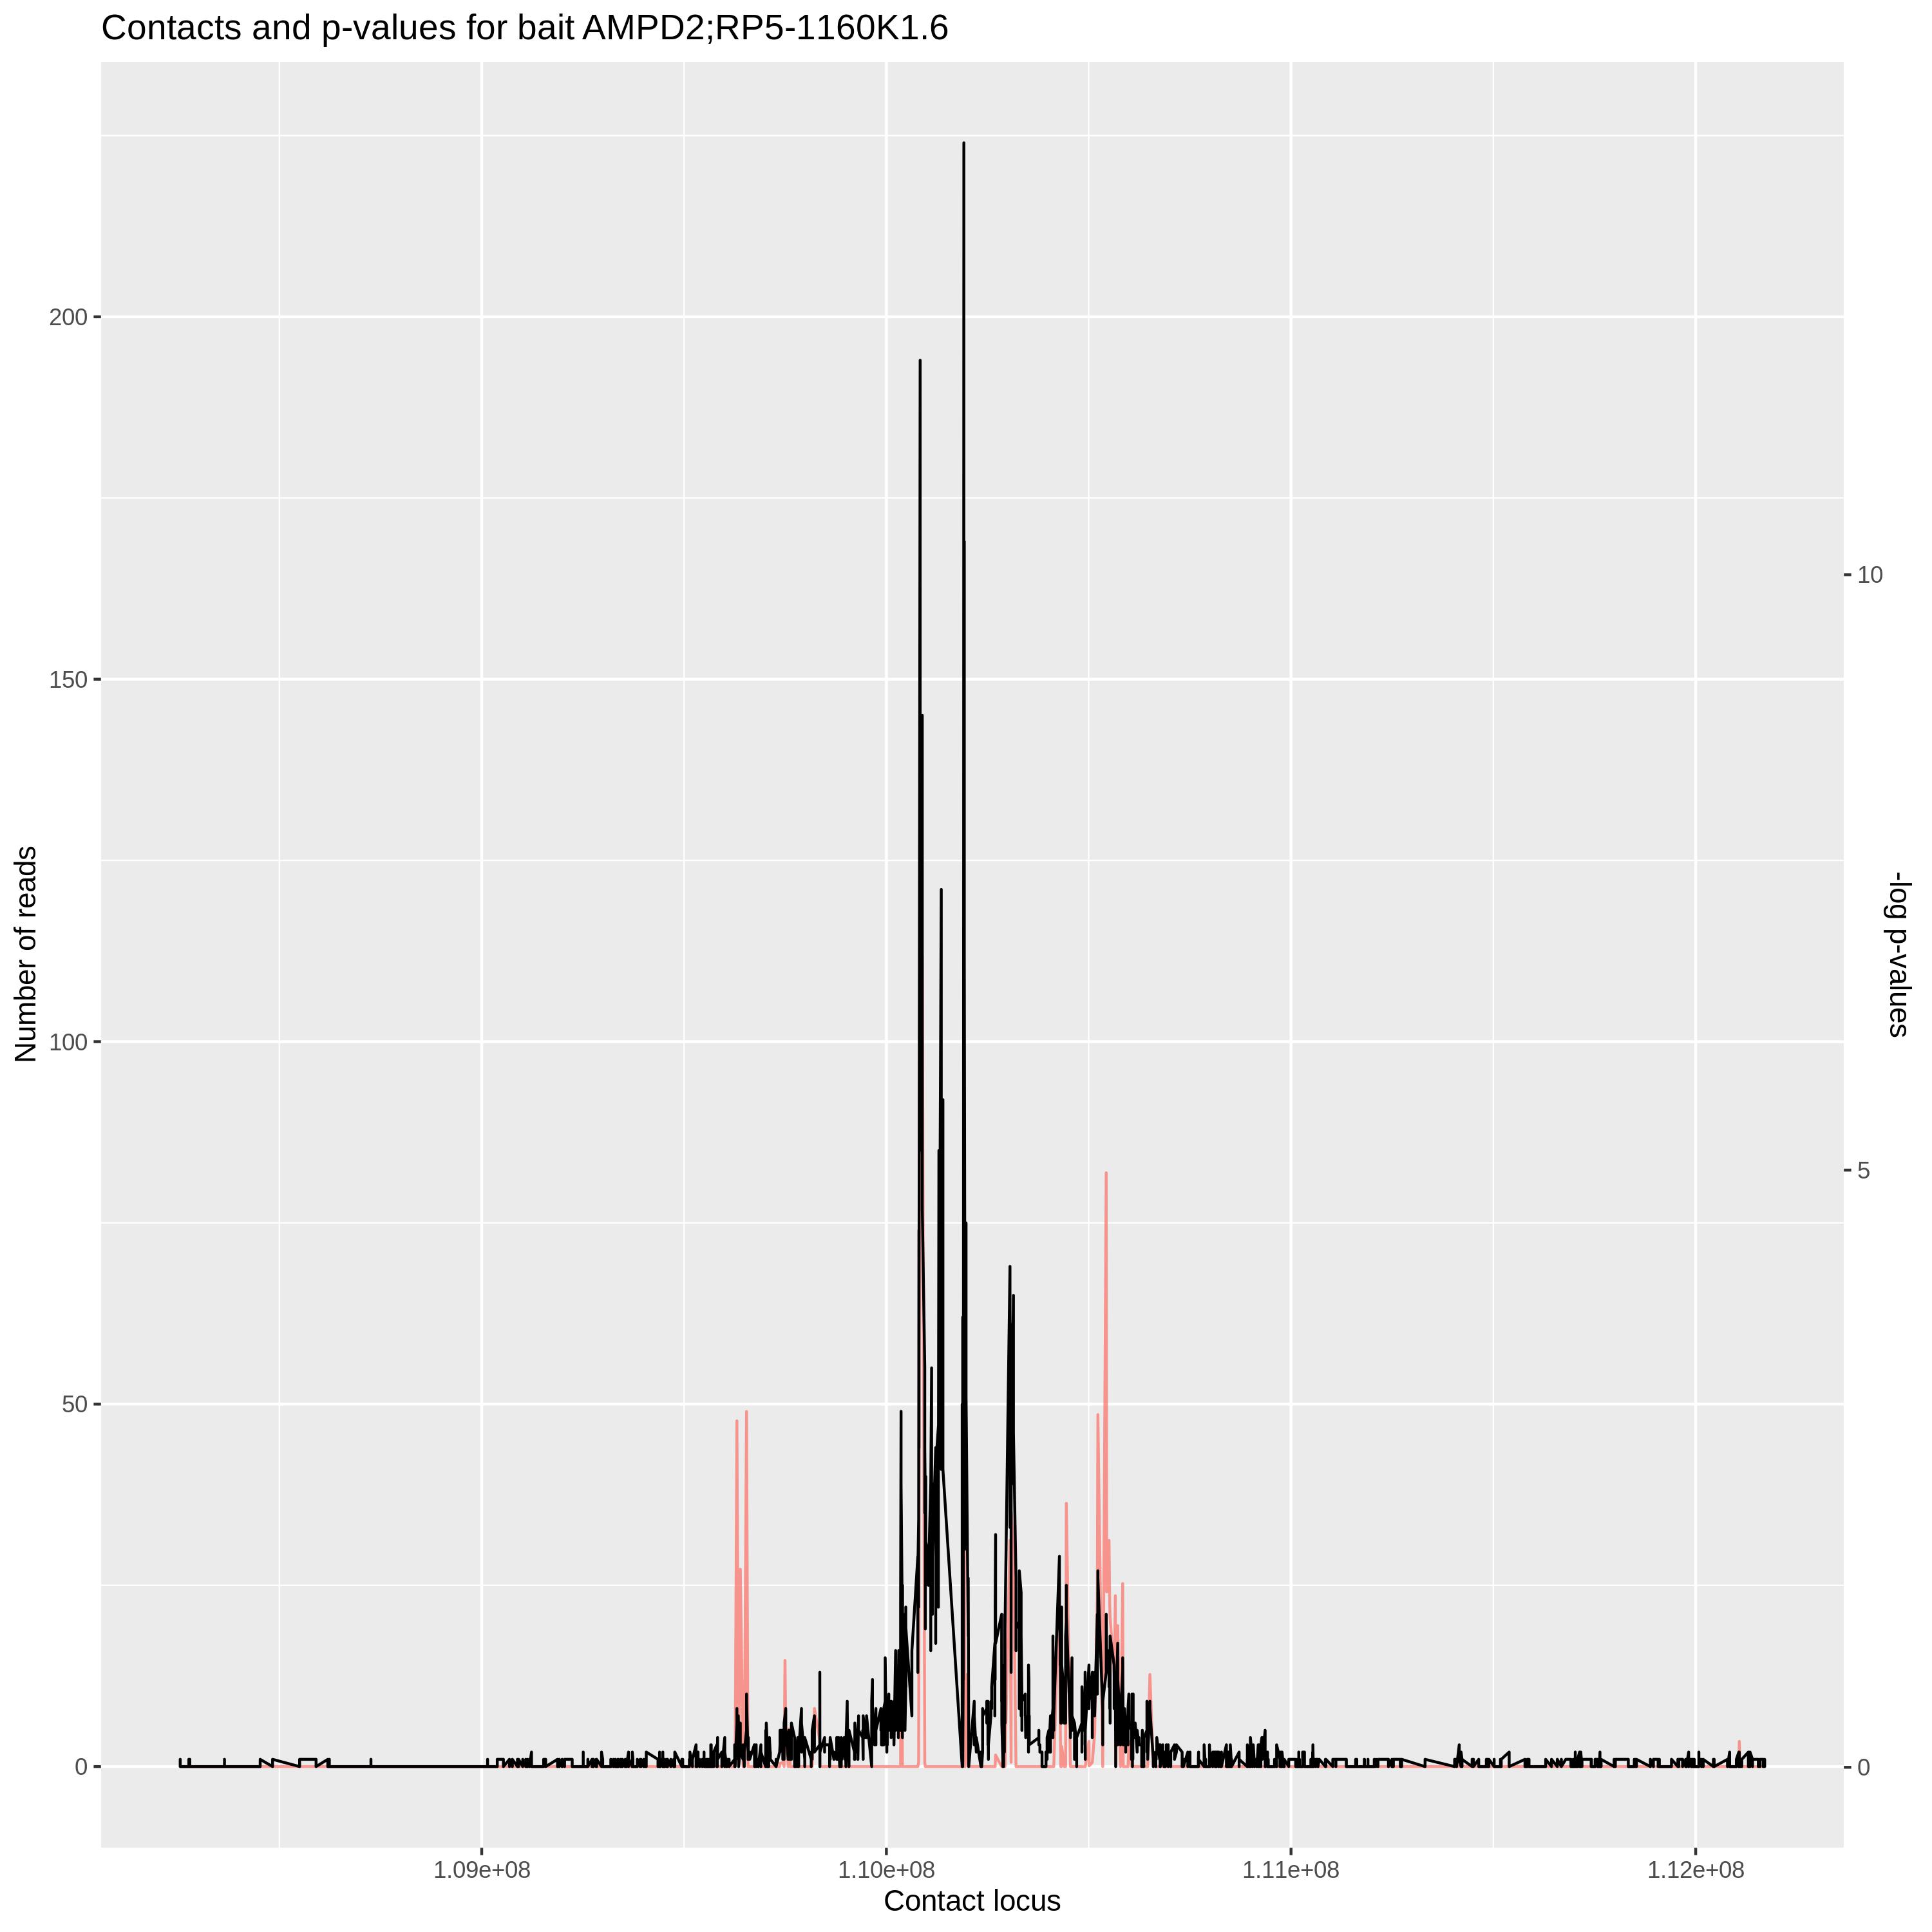 Contacts and p-values for bait AMPD2;RP5-1160K1.6
Number of reads
200
150
100
50
0
10
5
0
-log p-values
1.09e+08
1.10e+08
1.11e+08
1.12e+08
Contact locus